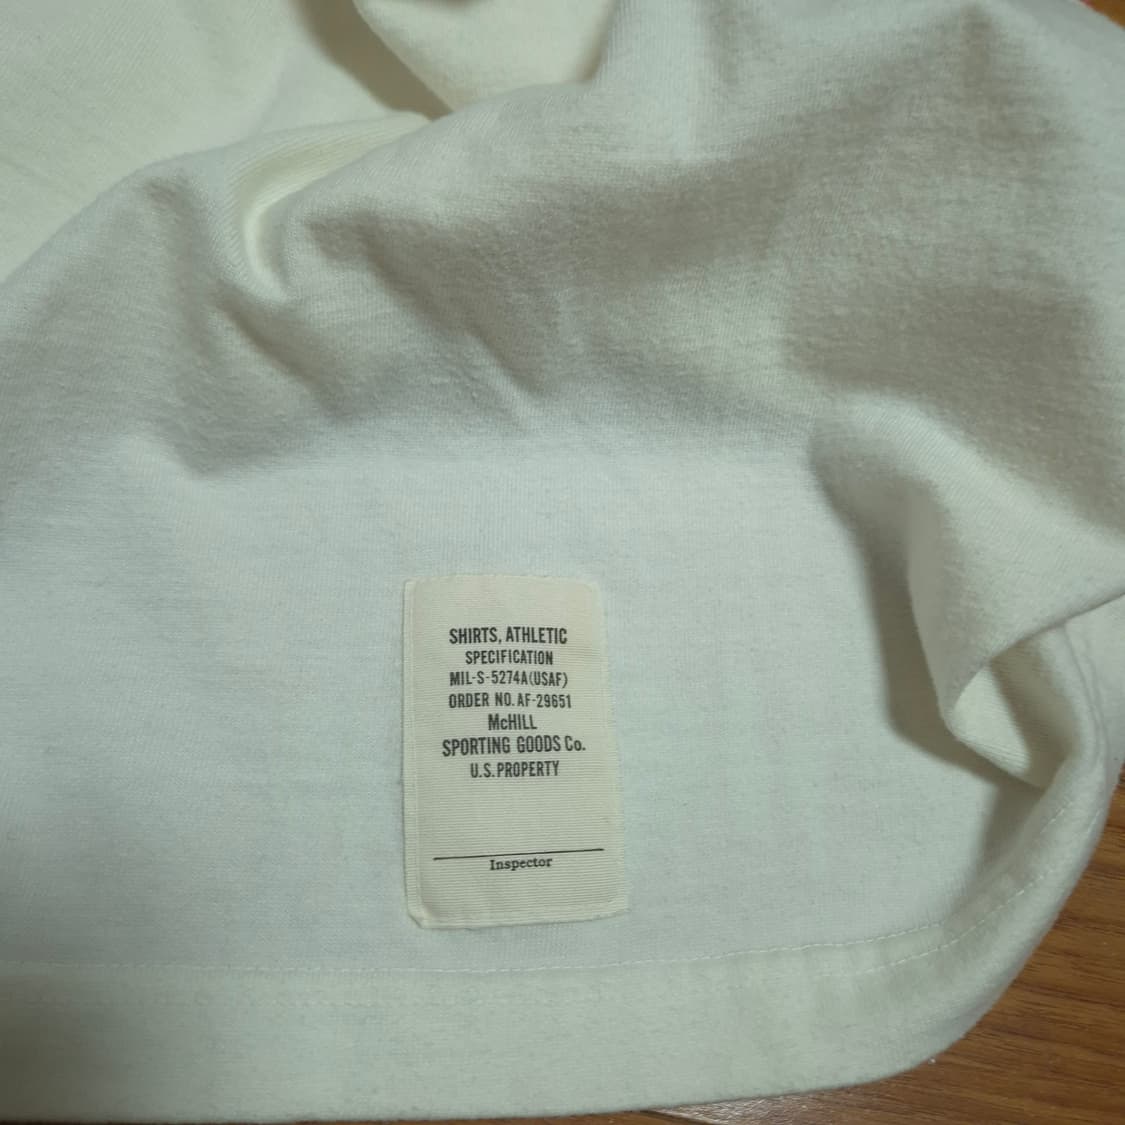 SHIRTS, ATHLETIC
SPECIFICATION
MIL-S-5274A(USAF)
ORDER NO. AF-29651
McHILL
SPORTING GOODS Co.
U.S. PROPERTY
Inspector